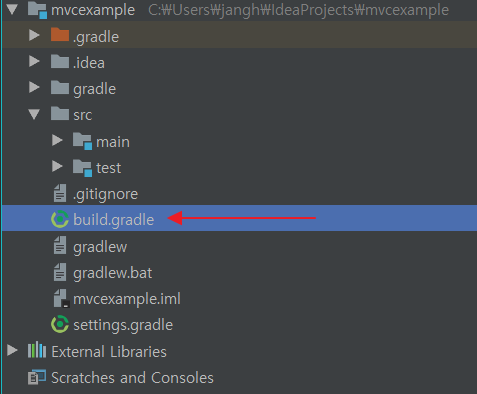 mvcexample C:₩Users₩jangh₩IdeaProjects₩mvcexample
.gradle
.idea
gradle
src
main
test
.gitignore
build.gradle
gradlew
gradlew.bat
mvcexample.iml
settings.gradle
External Libraries
Scratches and Consoles